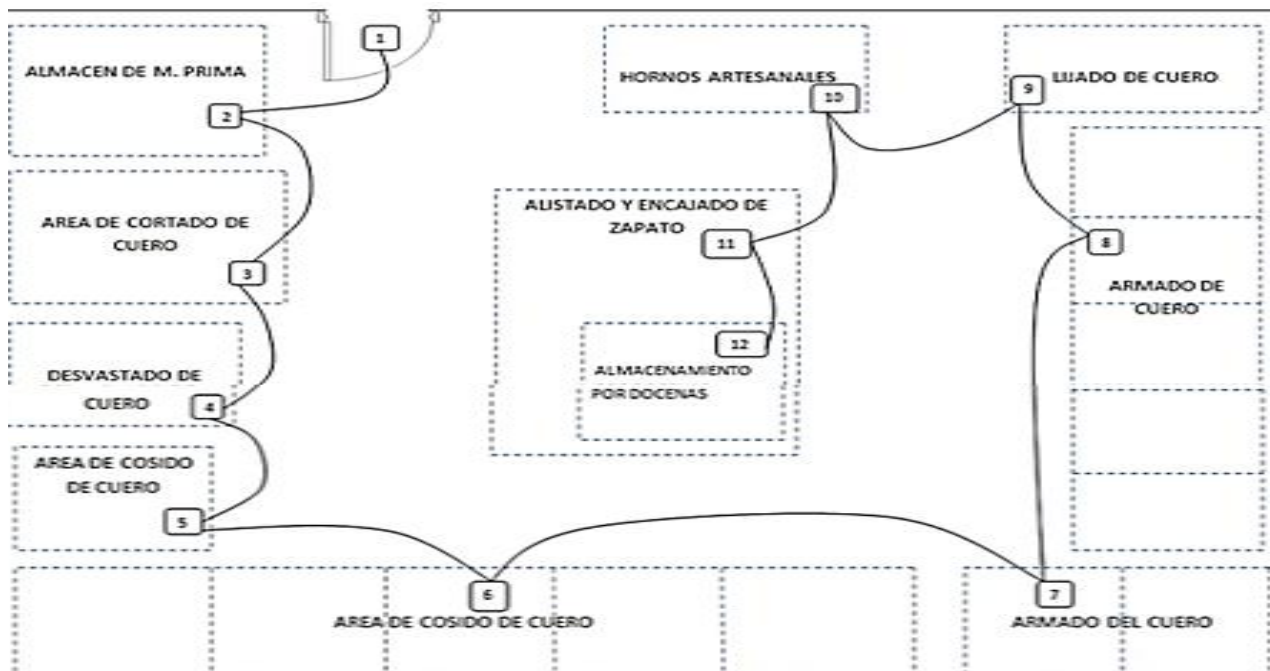 1
ALMACEN DE M. PRIMA
2
AREA DE CORTADO DE
CUERO
3
DESVASTADO DE
CUERO
4
AREA DE COSIDO
DE CUERO
5
6
AREA DE COSIDO DE CUERO
7
ARMADO DEL CUERO
8
ARMADO DE
CUERO
9
LIJADO DE CUERO
HORNOS ARTESANALES
10
ALISTADO Y ENCAJADO DE
ZAPATO
11
12
ALMACENAMIENTO
POR DOCENAS